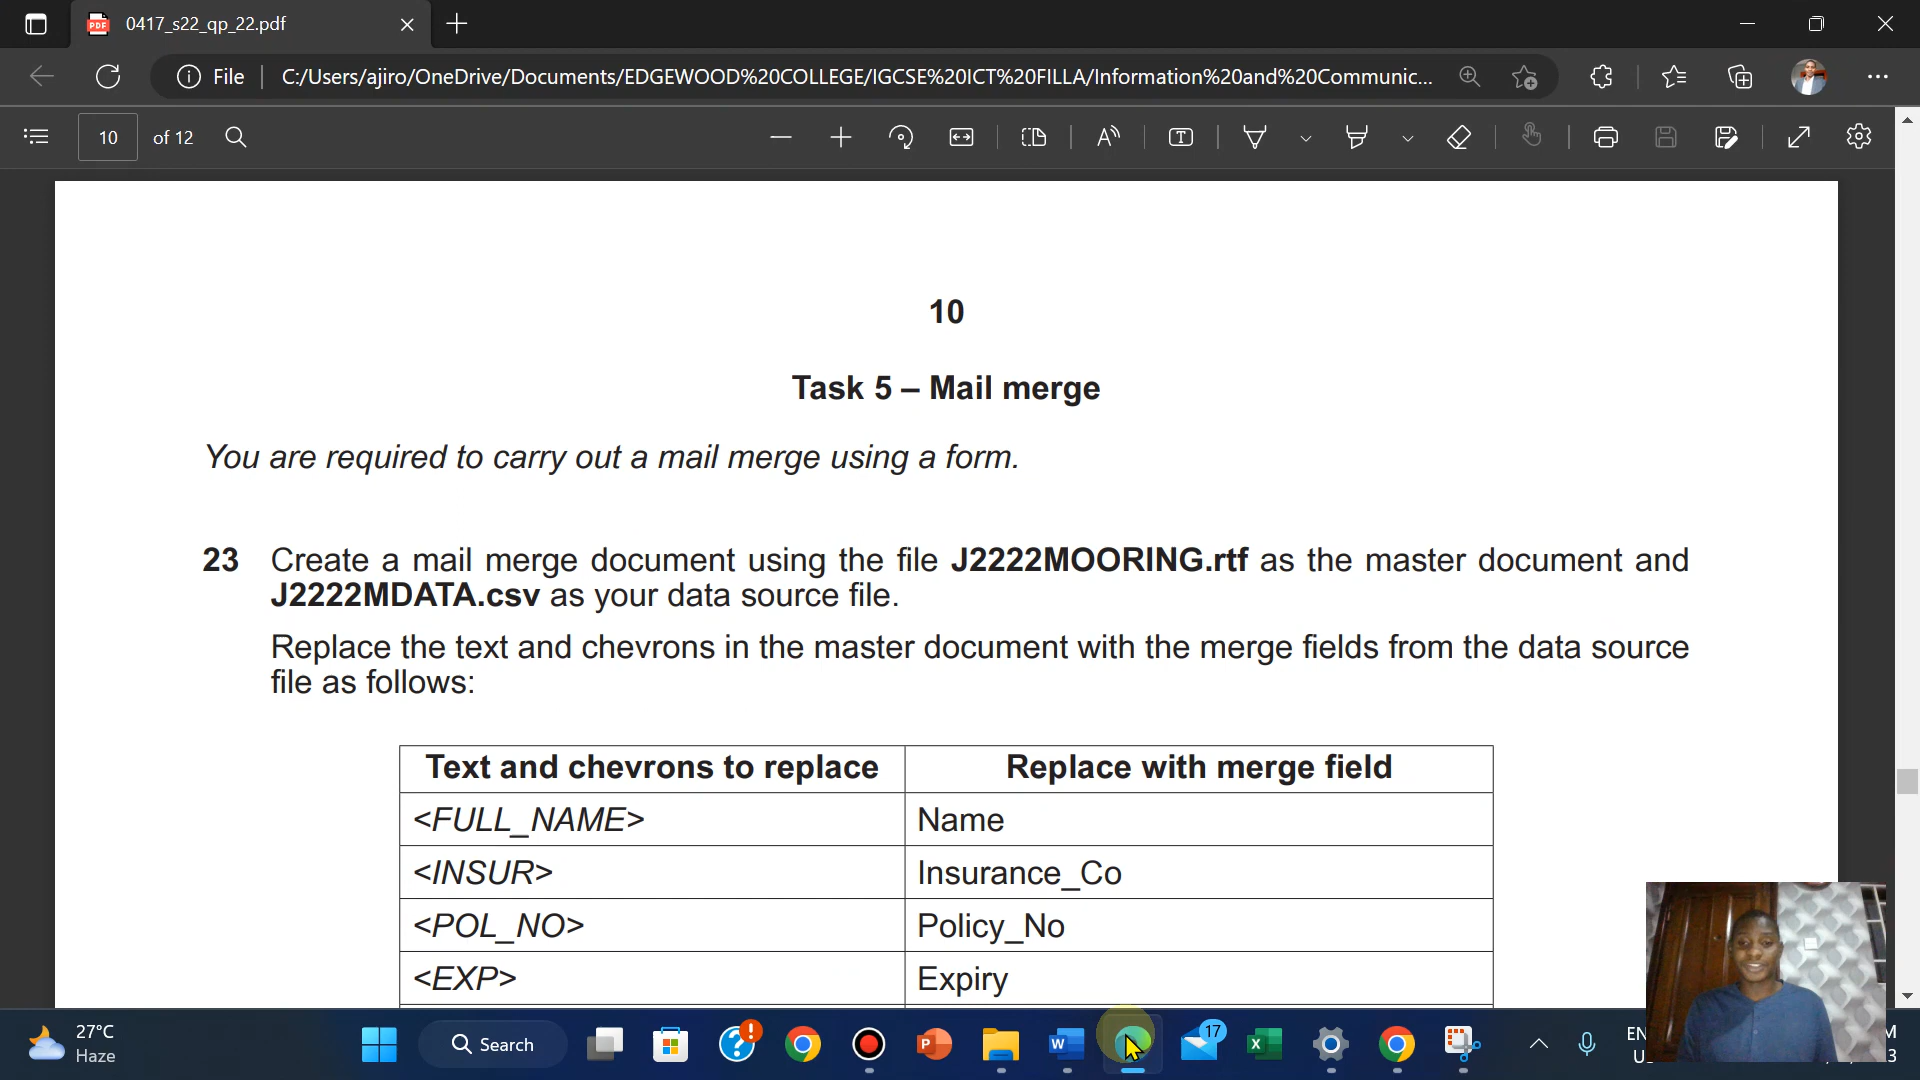 0417_s22_qp_22.pdf
File
C:/Users/ajiro/OneDrive/Documents/EDGEWOOD%20COLLEGE/IGCSE%20ICT%20FILLA/Information%20and%20Communic...
10 of 12
10
Task 5 – Mail merge
You are required to carry out a mail merge using a form.
23 Create a mail merge document using the file J2222MOORING.rtf as the master document and
J2222MDATA.csv as your data source file.
Replace the text and chevrons in the master document with the merge fields from the data source
file as follows:
Text and chevrons to replace Replace with merge field
<FULL_NAME> Name
<INSUR> Insurance_Co
<POL_NO> Policy_No
<EXP> Expiry
27°C
Haze
Search
17